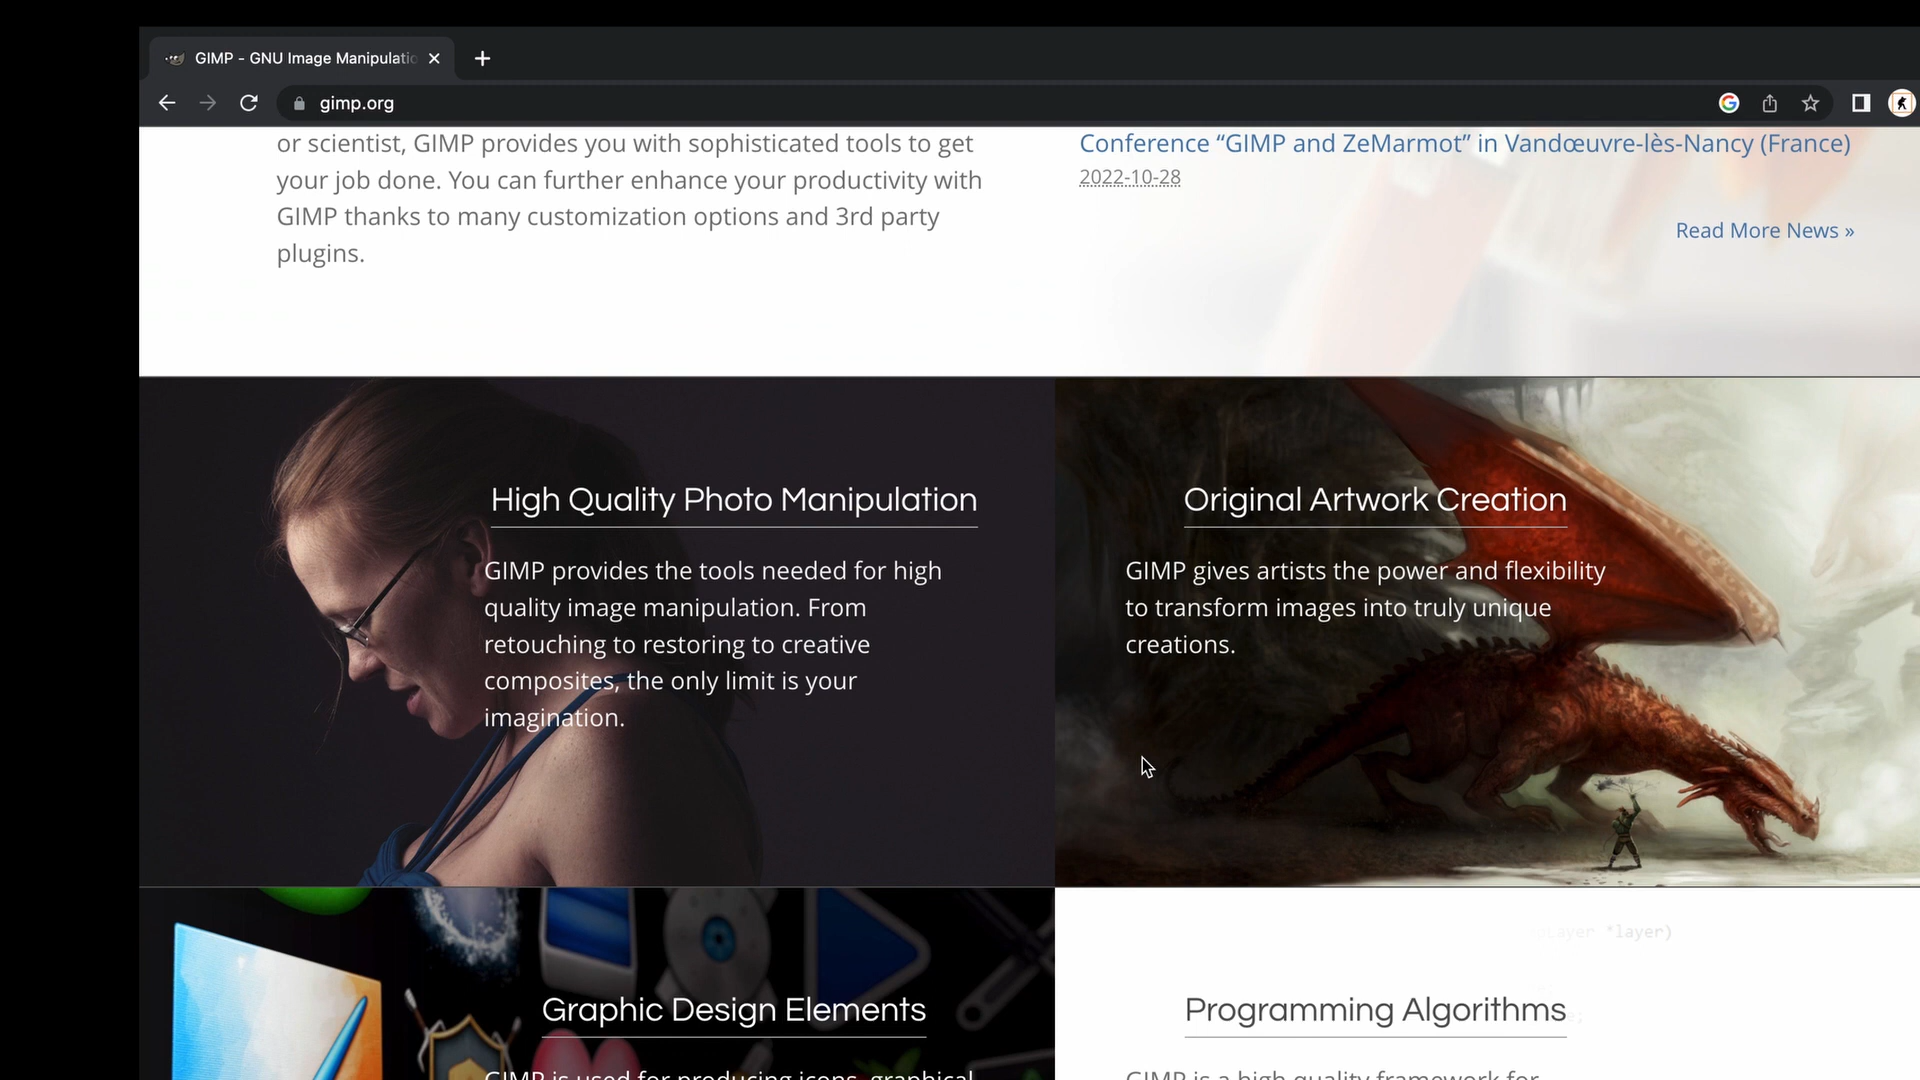 GIMP - GNU Image Manipulatio
gimp.org
or scientist, GIMP provides you with sophisticated tools to get
your job done. You can further enhance your productivity with
GIMP thanks to many customization options and 3rd party
plugins.
Conference “GIMP and ZeMarmot” in Vandœuvre-lès-Nancy (France)
2022-10-28
Read More News »
High Quality Photo Manipulation
GIMP provides the tools needed for high
quality image manipulation. From
retouching to restoring to creative
composites, the only limit is your
imagination.
Original Artwork Creation
GIMP gives artists the power and flexibility
to transform images into truly unique
creations.
Graphic Design Elements
GIMP is used for producing icons, graphical
*layer)
Programming Algorithms
GIMP is a high quality framework for